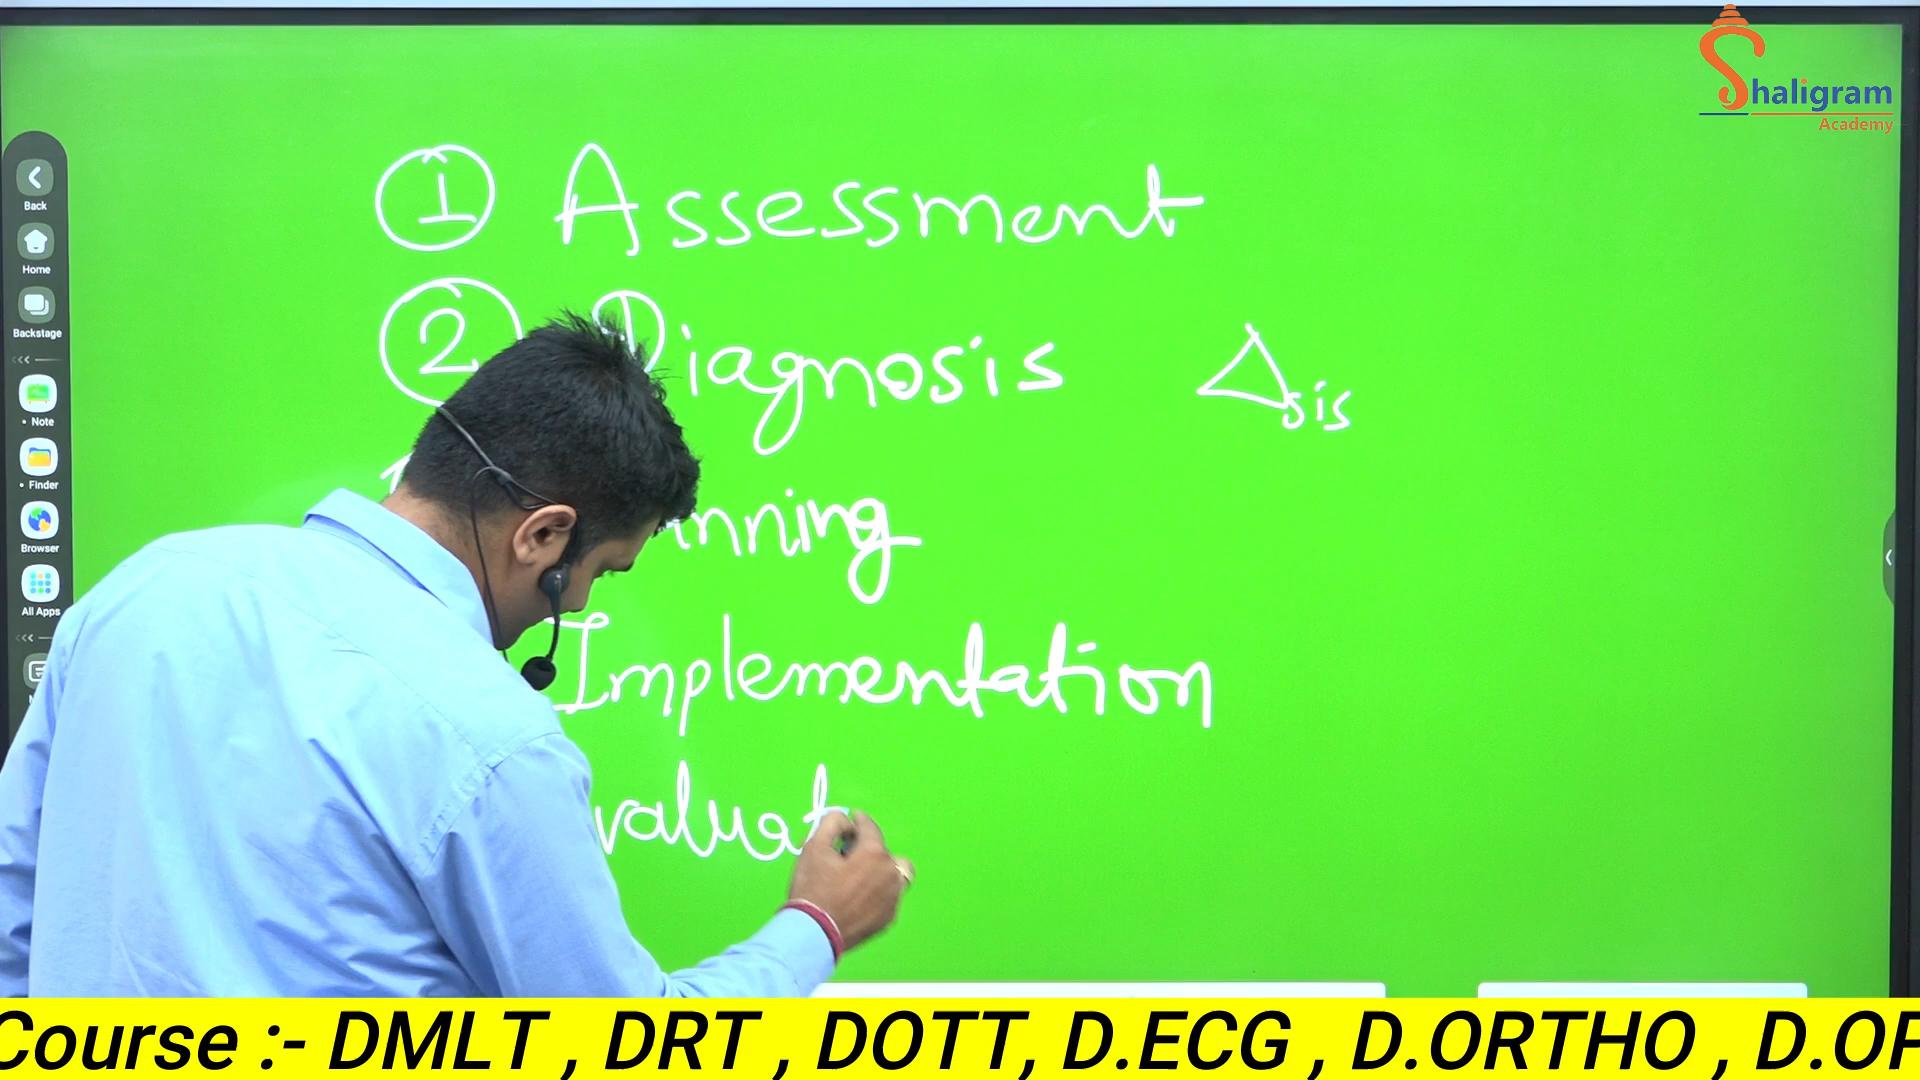 Shaligram
Academy
Back
Home
Backstage
Note
Finder
Browser
All Apps
1 Assessment
2 Diagnosis Δsis
nning
Implementation
valuat
Course :- DMLT , DRT , DOTT, D.ECG , D.ORTHO , D.OP